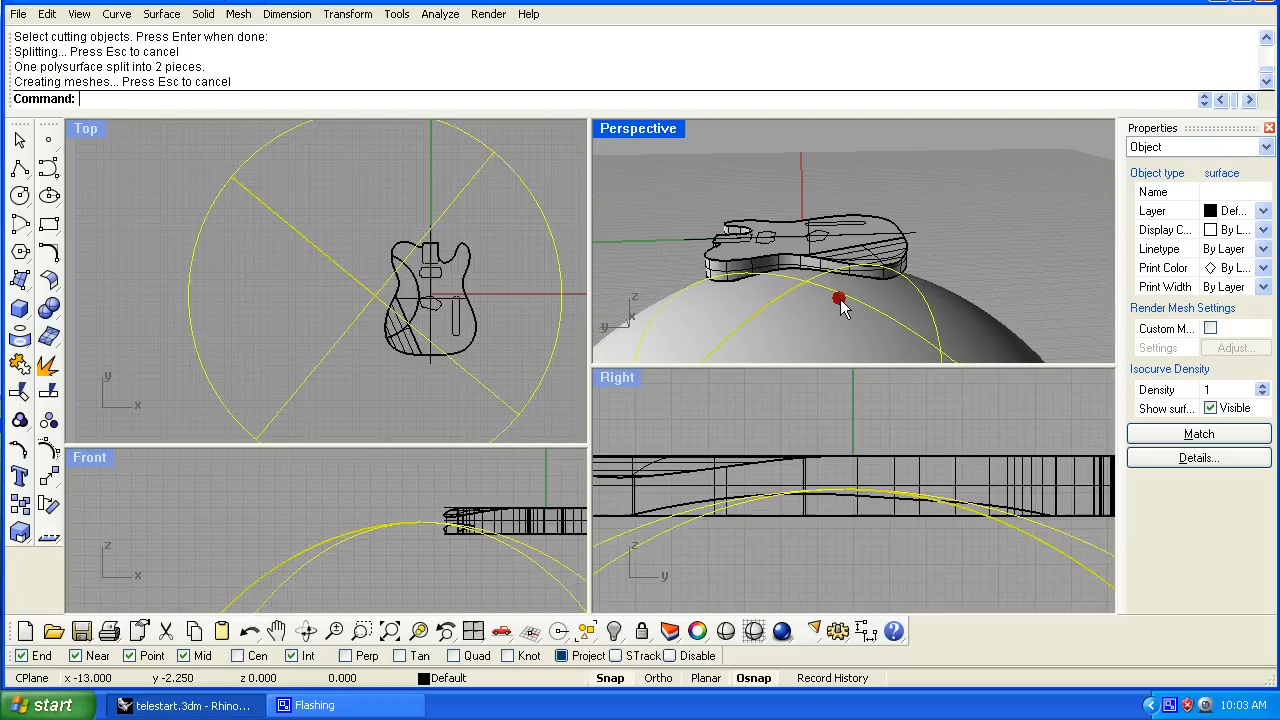 File Edit View Curve Surface Solid Mesh Dimension Transform Tools Analyze Render Help
Select cutting objects. Press Enter when done:
Splitting... Press Esc to cancel
One polysurface split into 2 pieces.
Creating meshes... Press Esc to cancel
Command:
Top
y
x
Perspective
z
x
y
Front
z
x
Right
z
y
Properties
Object
Object type surface
Name
Layer Def...
Display C... By L...
Linetype By Layer
Print Color By L...
Print Width By Layer
Render Mesh Settings
Custom M...
Settings Adjust...
Isocurve Density
Density 1
Show surf... Visible
Match
Details...
End Near Point Mid Cen Int Perp Tan Quad Knot Project STrack Disable
CPlane x -13.000 y -2.250 z 0.000 0.000 Default Snap Ortho Planar Osnap Record History
start telestart.3dm - Rhino... Flashing 10:03 AM